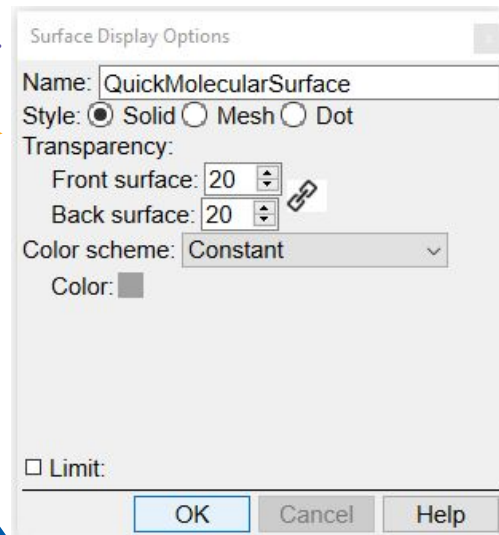 Surface Display Options
Name: QuickMolecularSurface
Style: Solid Mesh Dot
Transparency:
Front surface: 20
Back surface: 20
Color scheme: Constant
Color:
Limit:
OK Cancel Help